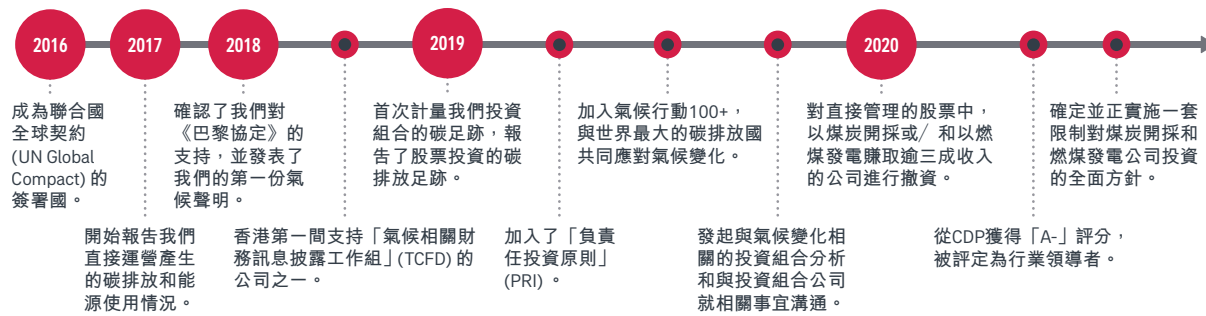 2016
2017
2018
2019
2020
成為聯合國
全球契約
(UN Global
Compact) 的
簽署國。
開始報告我們
直接運營產生
的碳排放和能
源使用情況。
確認了我們對
《巴黎協定》的
支持，並發表了
我們的第一份氣
候聲明。
香港第一間支持「氣候相關財
務訊息披露工作組」(TCFD) 的
公司之一。
首次計量我們投資
組合的碳足跡，報
告了股票投資的碳
排放足跡。
加入了「負責
任投資原則」
(PRI) 。
加入氣候行動100+，
與世界最大的碳排放國
共同應對氣候變化。
發起與氣候變化相
關的投資組合分析
和與投資組合公司
就相關事宜溝通。
對直接管理的股票中，
以煤炭開採或/ 和以燃
煤發電賺取逾三成收入
的公司進行撤資。
從CDP獲得「A-」評分，
被評定為行業領導者。
確定並正實施一套
限制對煤炭開採和
燃煤發電公司投資
的全面方針。